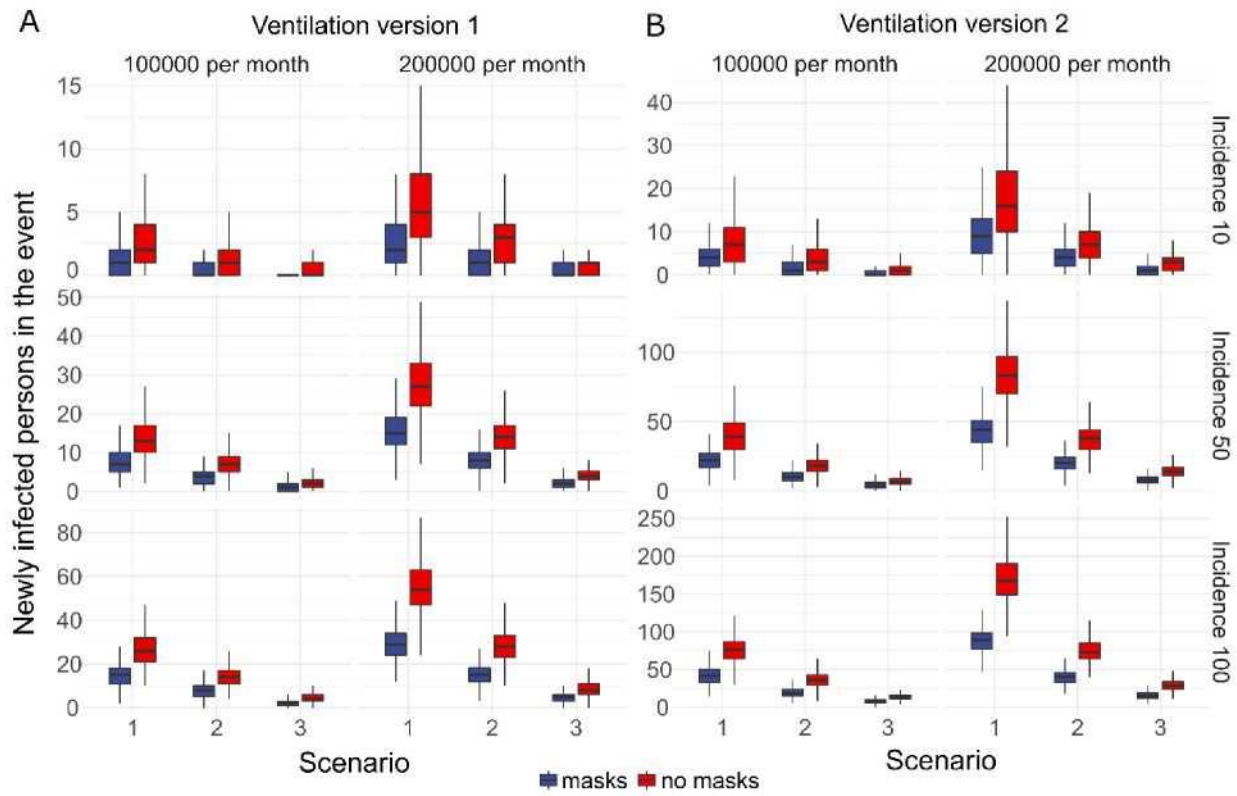 A
Ventilation version 1
B
Ventilation version 2
100000 per month
200000 per month
100000 per month
200000 per month
Newly infected persons in the event
15
10
5
0
40
30
20
10
0
Incidence 10
50
40
30
20
10
0
100
50
0
Incidence 50
80
60
40
20
0
250
200
150
100
50
0
Incidence 100
1 2 3
1 2 3
1 2 3
1 2 3
Scenario
Scenario
masks no masks